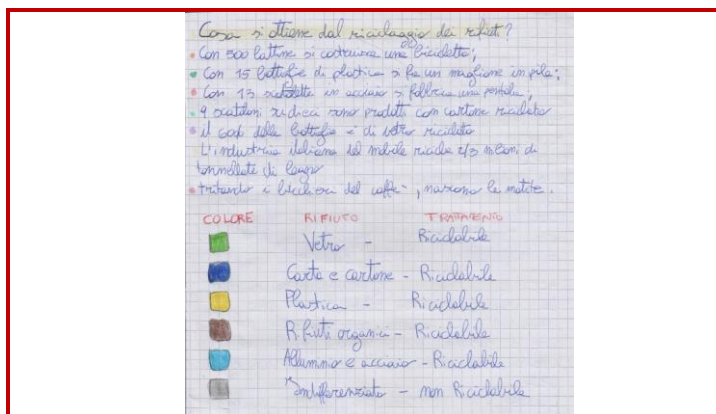 Cosa si ottiene dal riciclaggio dei rifiuti?
Con 500 lattine si costruisce una bicicletta;
Con 15 bottiglie di plastica si fa un maglione in pile;
Con 13 scatolette in acciaio si fabbrica una pentola;
9 scatoloni su dieci sono prodotti con cartone riciclato
il 60% delle bottiglie è di vetro riciclato
L'industria italiana del mobile ricicla 2/3 milioni di
tonnellate di legno
tritando i bicchieri del caffè, nascono le matite.
COLORE RIFIUTO TRATTAMENTO
Vetro - Riciclabile
Carta e cartone - Riciclabile
Plastica - Riciclabile
Rifiuti organici - Riciclabile
Alluminio e acciaio - Riciclabile
Indifferenziato - non Riciclabile